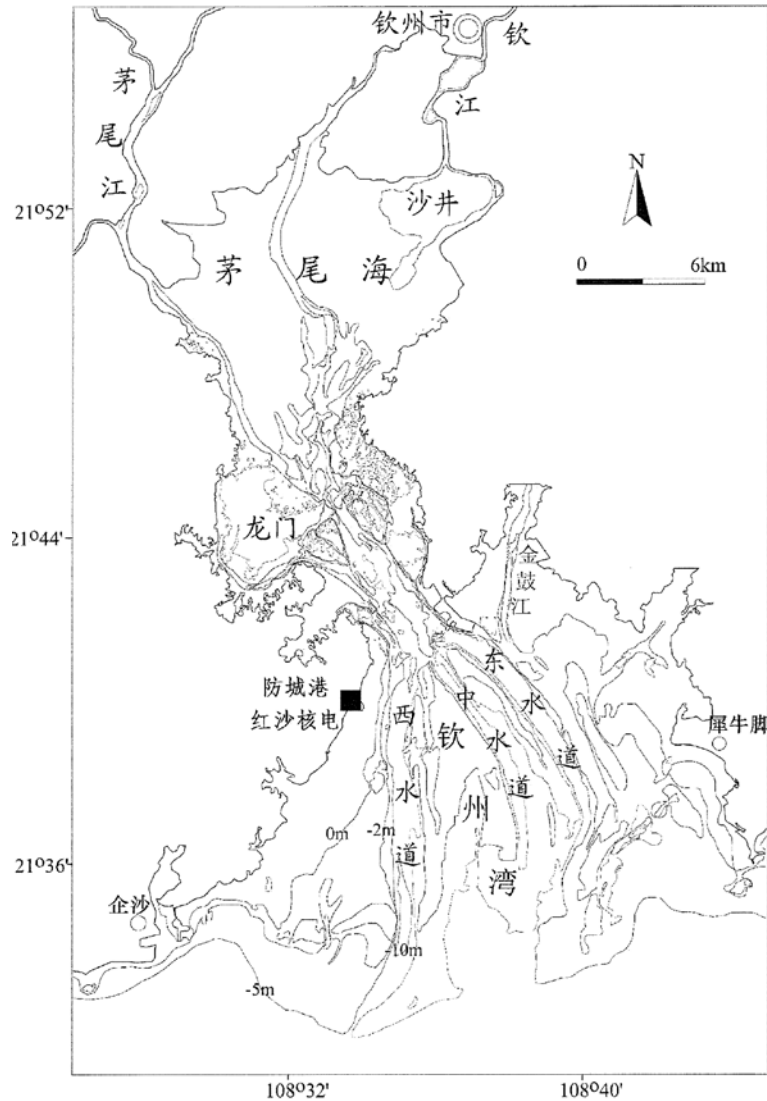 钦州市
钦江
茅尾江
N
21°52'
沙井
茅尾海
0 6km
龙门
21°44'
金鼓江
东水道
防城港
红沙核电
西水道
中水道
钦州湾
犀牛脚
0m
-2m
21°36'
企沙
-10m
-5m
108°32'
108°40'